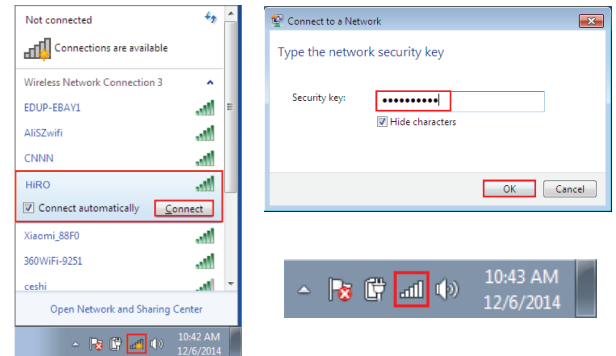 Not connected
Connections are available
Wireless Network Connection 3
EDUP-EBAY1
AliSZwifi
CNNN
HiRO
Connect automatically
Connect
Xiaomi_88F0
360WiFi-9251
ceshi
Open Network and Sharing Center
10:42 AM
12/6/2014
Connect to a Network
Type the network security key
Security key:
Hide characters
OK
Cancel
10:43 AM
12/6/2014